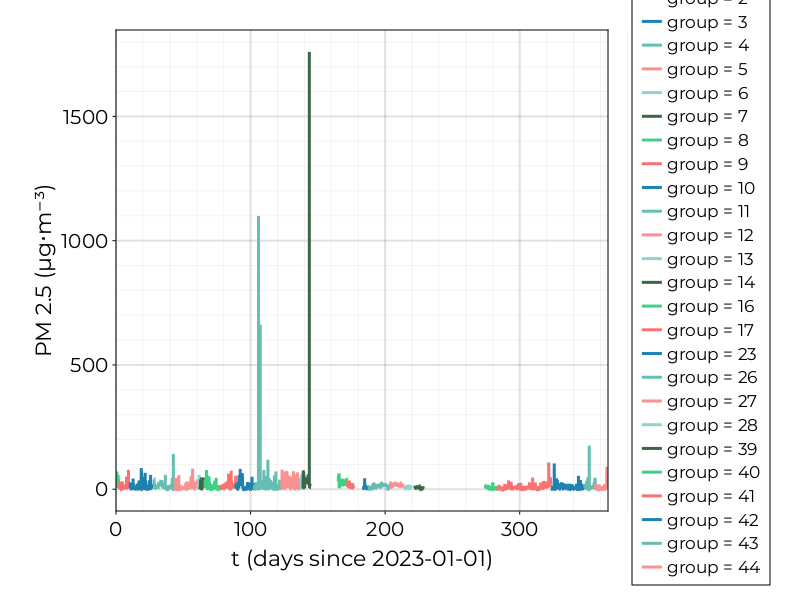 group = 2
group = 3
group = 4
group = 5
group = 6
group = 7
group = 8
group = 9
group = 10
group = 11
group = 12
group = 13
group = 14
group = 16
group = 17
group = 23
group = 26
group = 27
group = 28
group = 39
group = 40
group = 41
group = 42
group = 43
group = 44
PM 2.5 (μg⋅m⁻³)
1500
1000
500
0
0 100 200 300
t (days since 2023-01-01)